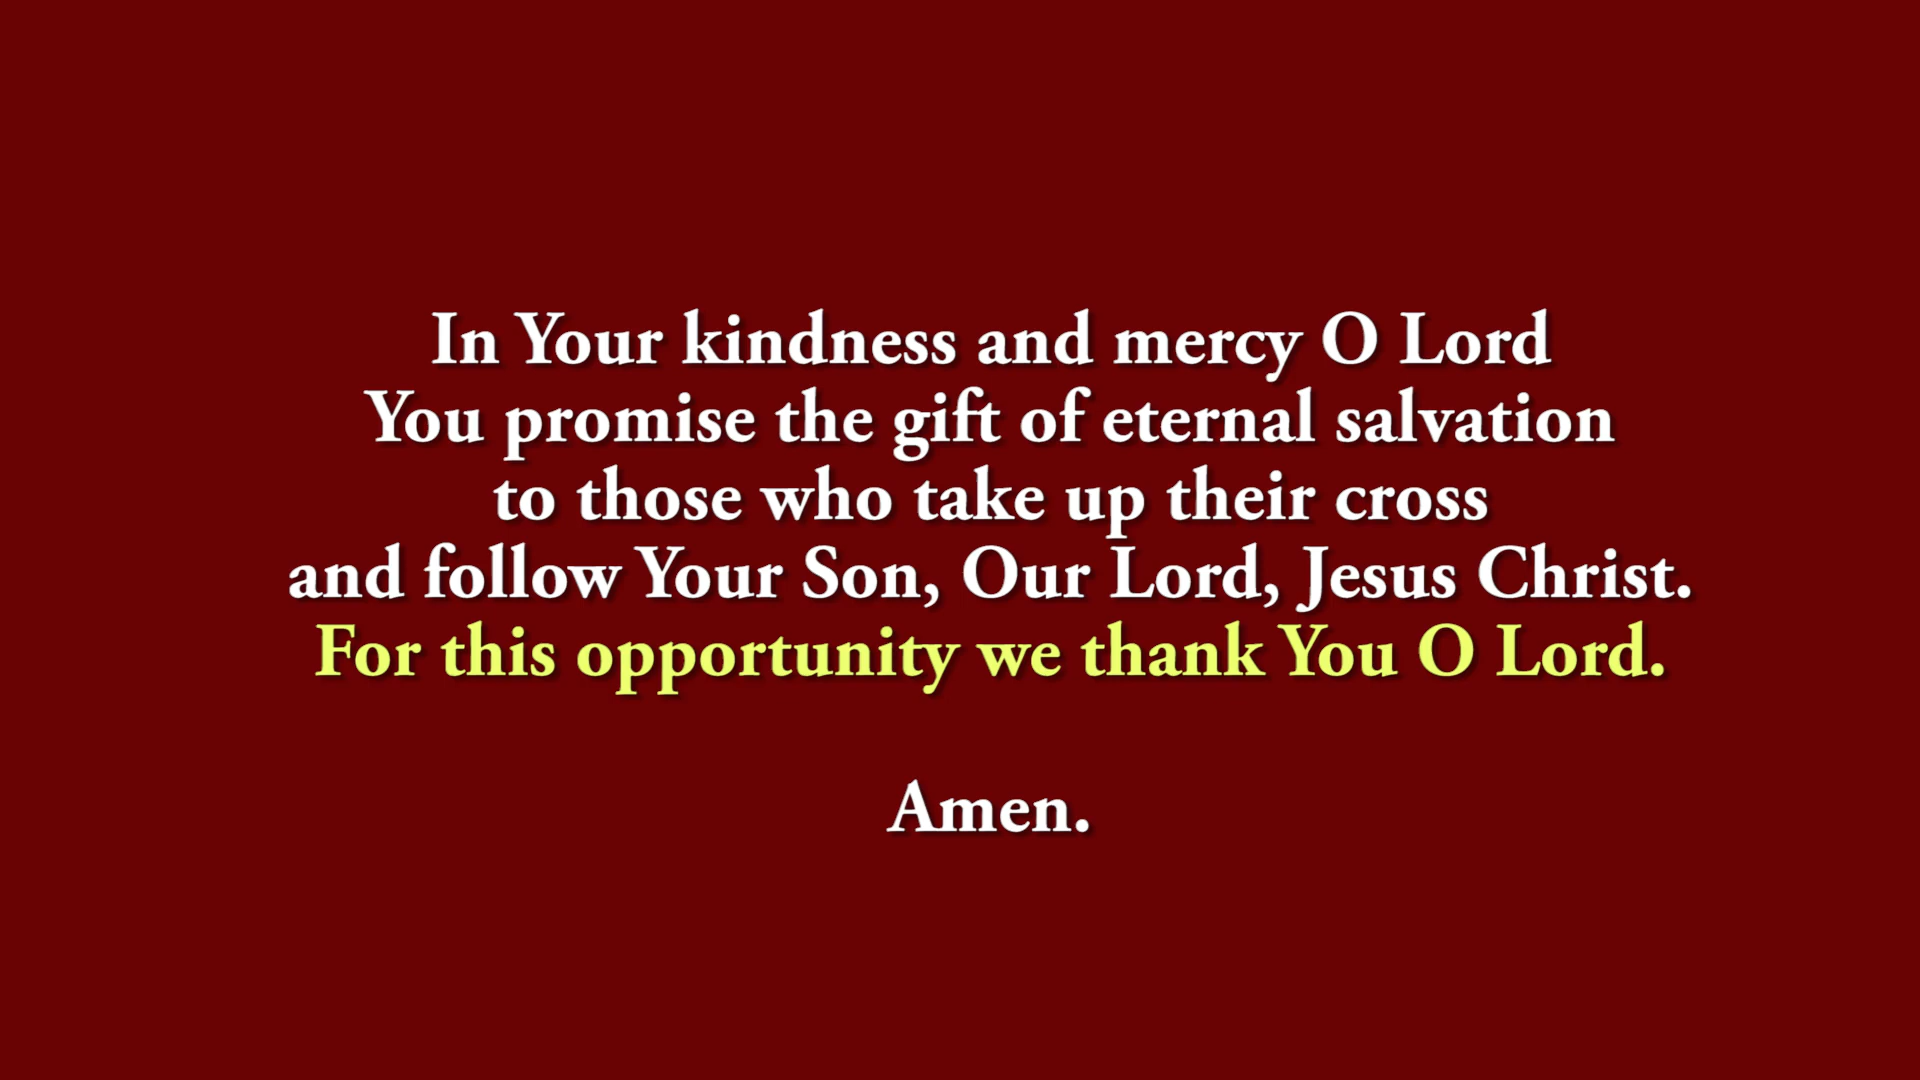 In Your kindness and mercy O Lord
You promise the gift of eternal salvation
to those who take up their cross
and follow Your Son, Our Lord, Jesus Christ.
For this opportunity we thank You O Lord.
Amen.